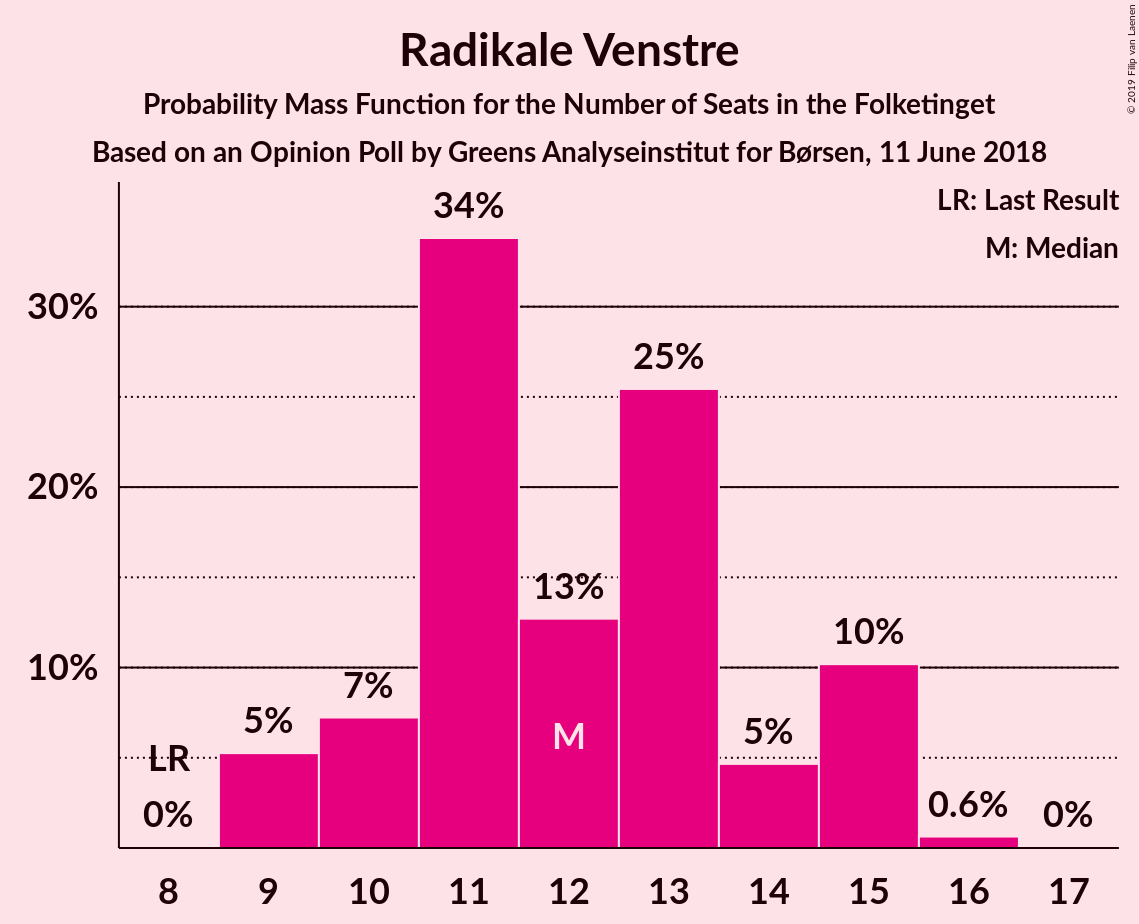 Radikale Venstre
Probability Mass Function for the Number of Seats in the Folketinget
Based on an Opinion Poll by Greens Analyseinstitut for Børsen, 11 June 2018
© 2019 Filip van Laenen
LR: Last Result
M: Median
34%
30%
25%
20%
13%
10%
10%
7%
5%
5%
LR
M
0%
0.6%
0%
8 9 10 11 12 13 14 15 16 17